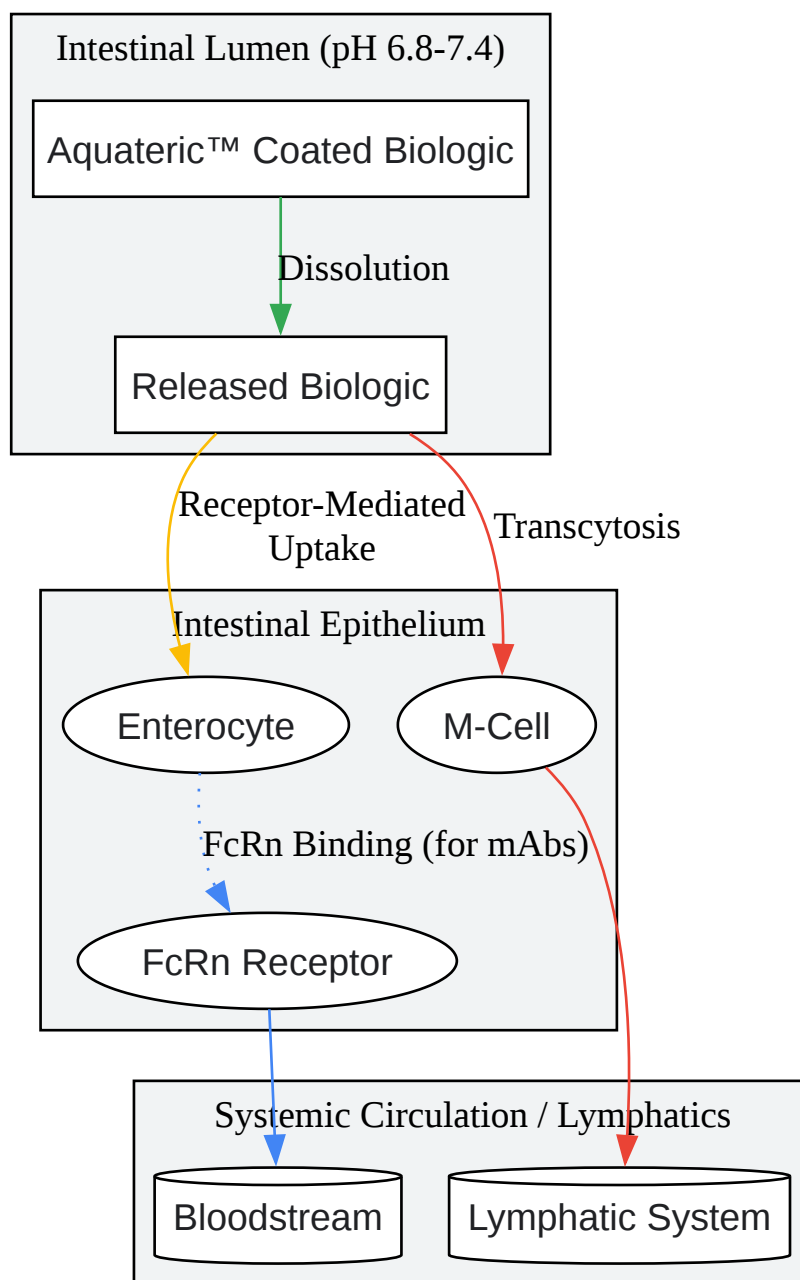 Intestinal Lumen (pH 6.8-7.4)
Aquateric™ Coated Biologic
Dissolution
Released Biologic
Receptor-Mediated
Uptake
Transcytosis
Intestinal Epithelium
Enterocyte
M-Cell
FcRn Binding (for mAbs)
FcRn Receptor
Systemic Circulation / Lymphatics
Bloodstream
Lymphatic System